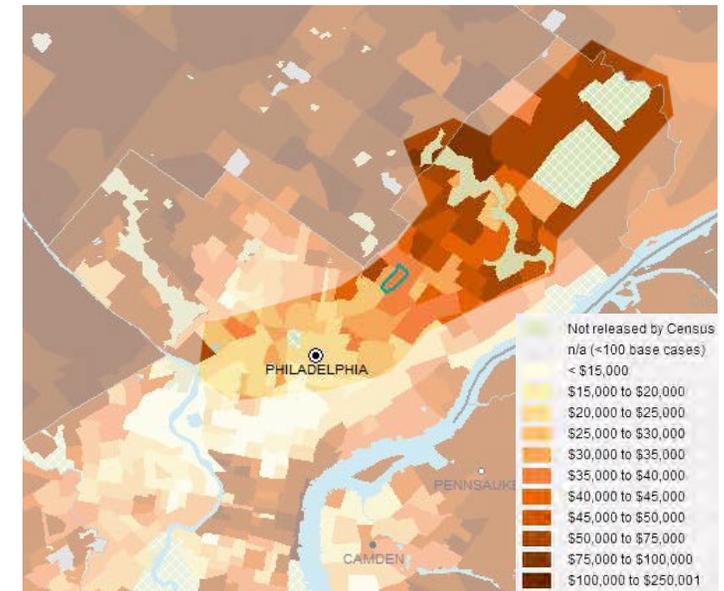 PHILADELPHIA
PENNSAUKE
CAMDEN
Not released by Census
n/a (<100 base cases)
< $15,000
$15,000 to $20,000
$20,000 to $25,000
$25,000 to $30,000
$30,000 to $35,000
$35,000 to $40,000
$40,000 to $45,000
$45,000 to $50,000
$50,000 to $75,000
$75,000 to $100,000
$100,000 to $250,001